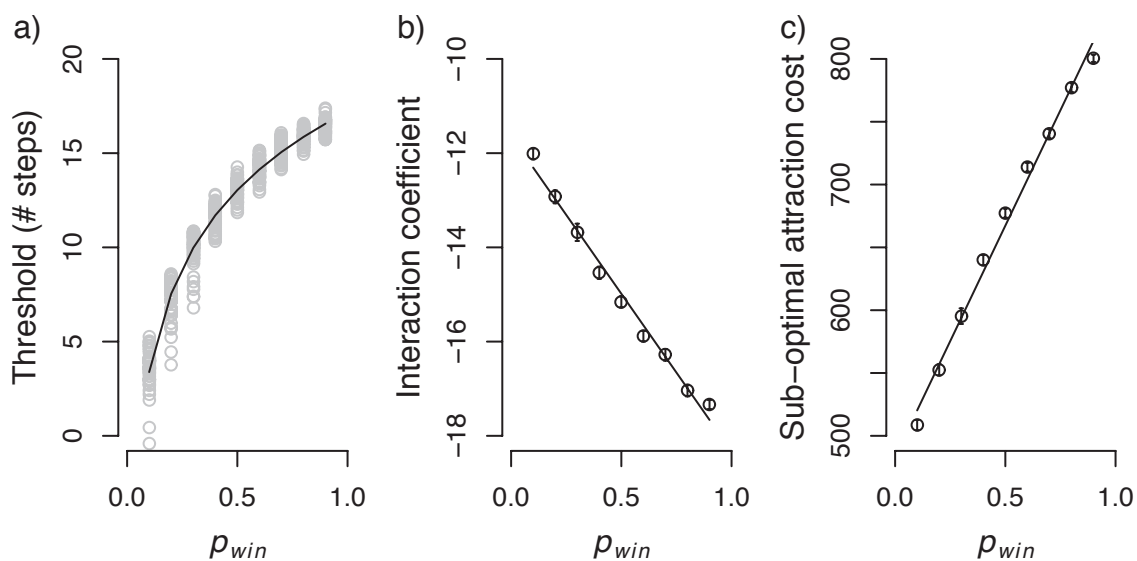 a)
Threshold (# steps)
20
15
10
5
0
0.0 0.5 1.0
p_win
b)
Interaction coefficient
−10
−12
−14
−16
−18
0.0 0.5 1.0
p_win
c)
Sub−optimal attraction cost
800
700
600
500
0.0 0.5 1.0
p_win